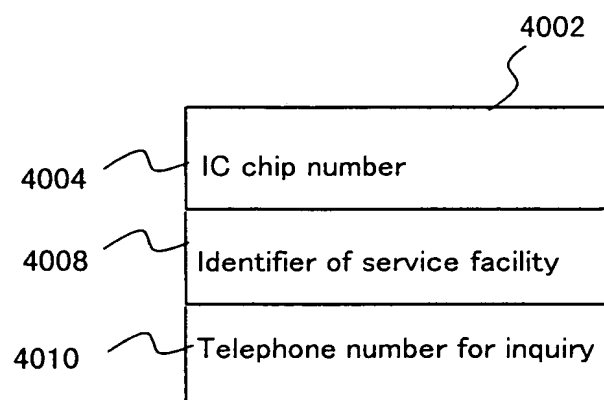 4002
4004
IC chip number
4008
Identifier of service facility
4010
Telephone number for inquiry